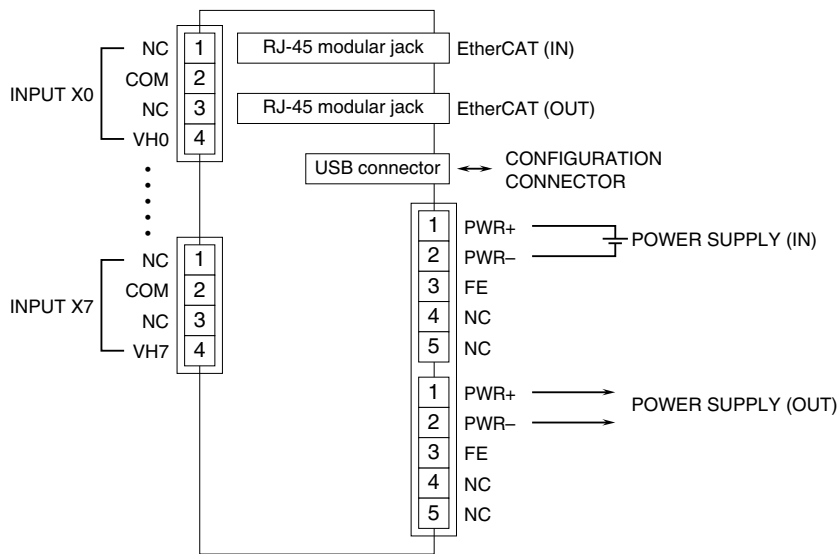 NC 1 RJ-45 modular jack EtherCAT (IN)
COM 2
INPUT X0
NC 3 RJ-45 modular jack EtherCAT (OUT)
VH0 4
USB connector CONFIGURATION
CONNECTOR
1 PWR+
2 PWR– POWER SUPPLY (IN)
3 FE
4 NC
5 NC
NC 1
COM 2
INPUT X7
NC 3
VH7 4
1 PWR+
POWER SUPPLY (OUT)
2 PWR–
3 FE
4 NC
5 NC